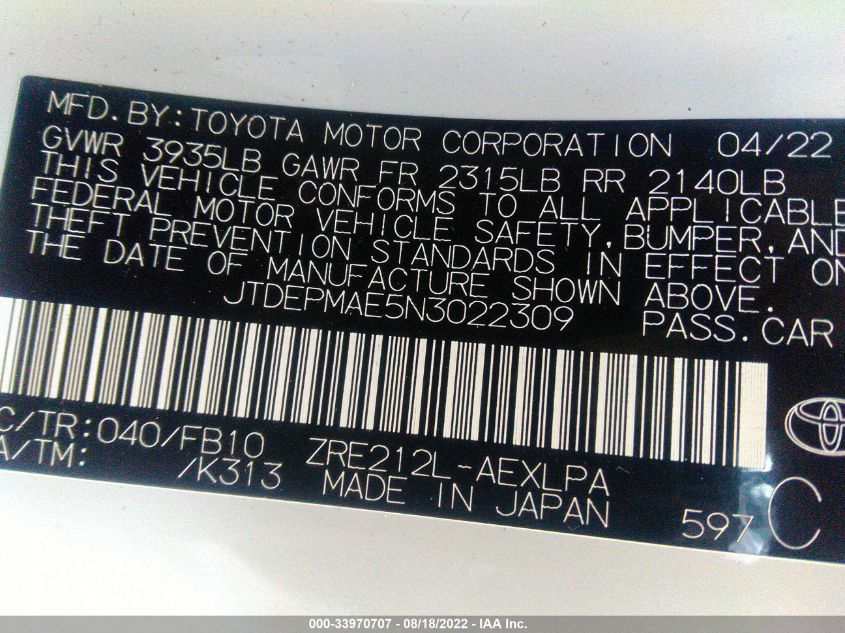 MFD. BY: TOYOTA MOTOR CORPORATION 04/22
GVWR 3935LB GAWR FR 2315LB RR 2140LB
THIS VEHICLE CONFORMS TO ALL APPLICABLE
FEDERAL MOTOR VEHICLE SAFETY, BUMPER, AND
THEFT PREVENTION STANDARDS IN EFFECT ON
THE DATE OF MANUFACTURE SHOWN ABOVE.
JTDEPMAE5N3022309 PASS. CAR
C/TR: 040/FB10 ZRE212L-AEXLPA
A/TM: /K313 MADE IN JAPAN 597 C
000-33970707 - 08/18/2022 - IAA Inc.